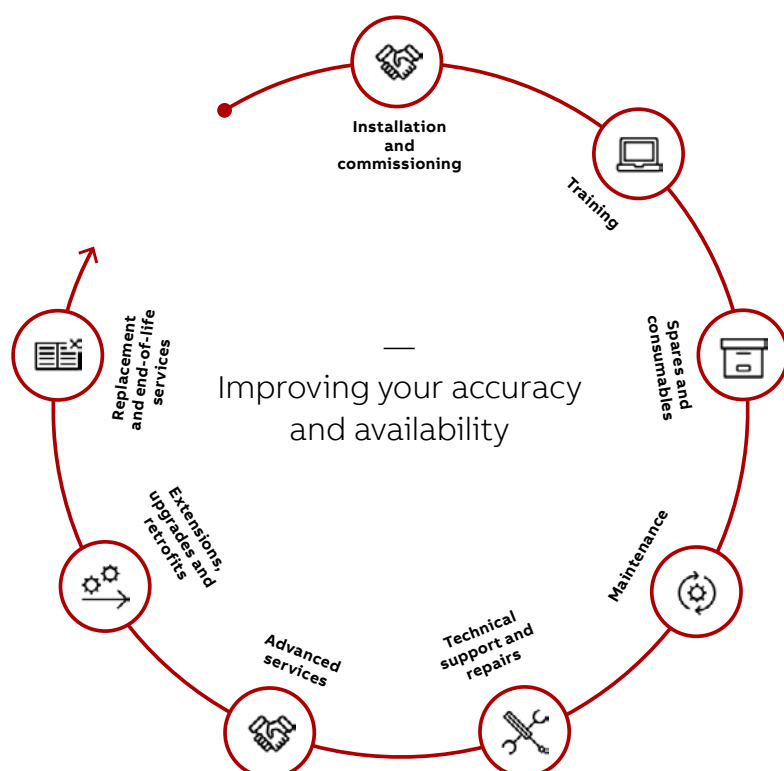 Installation
and
commissioning
Training
Spares and
consumables
Maintenance
Technical
support and
repairs
Advanced
services
Extensions,
upgrades and
retrofits
Replacement
and end-of-life
services
—
Improving your accuracy
and availability